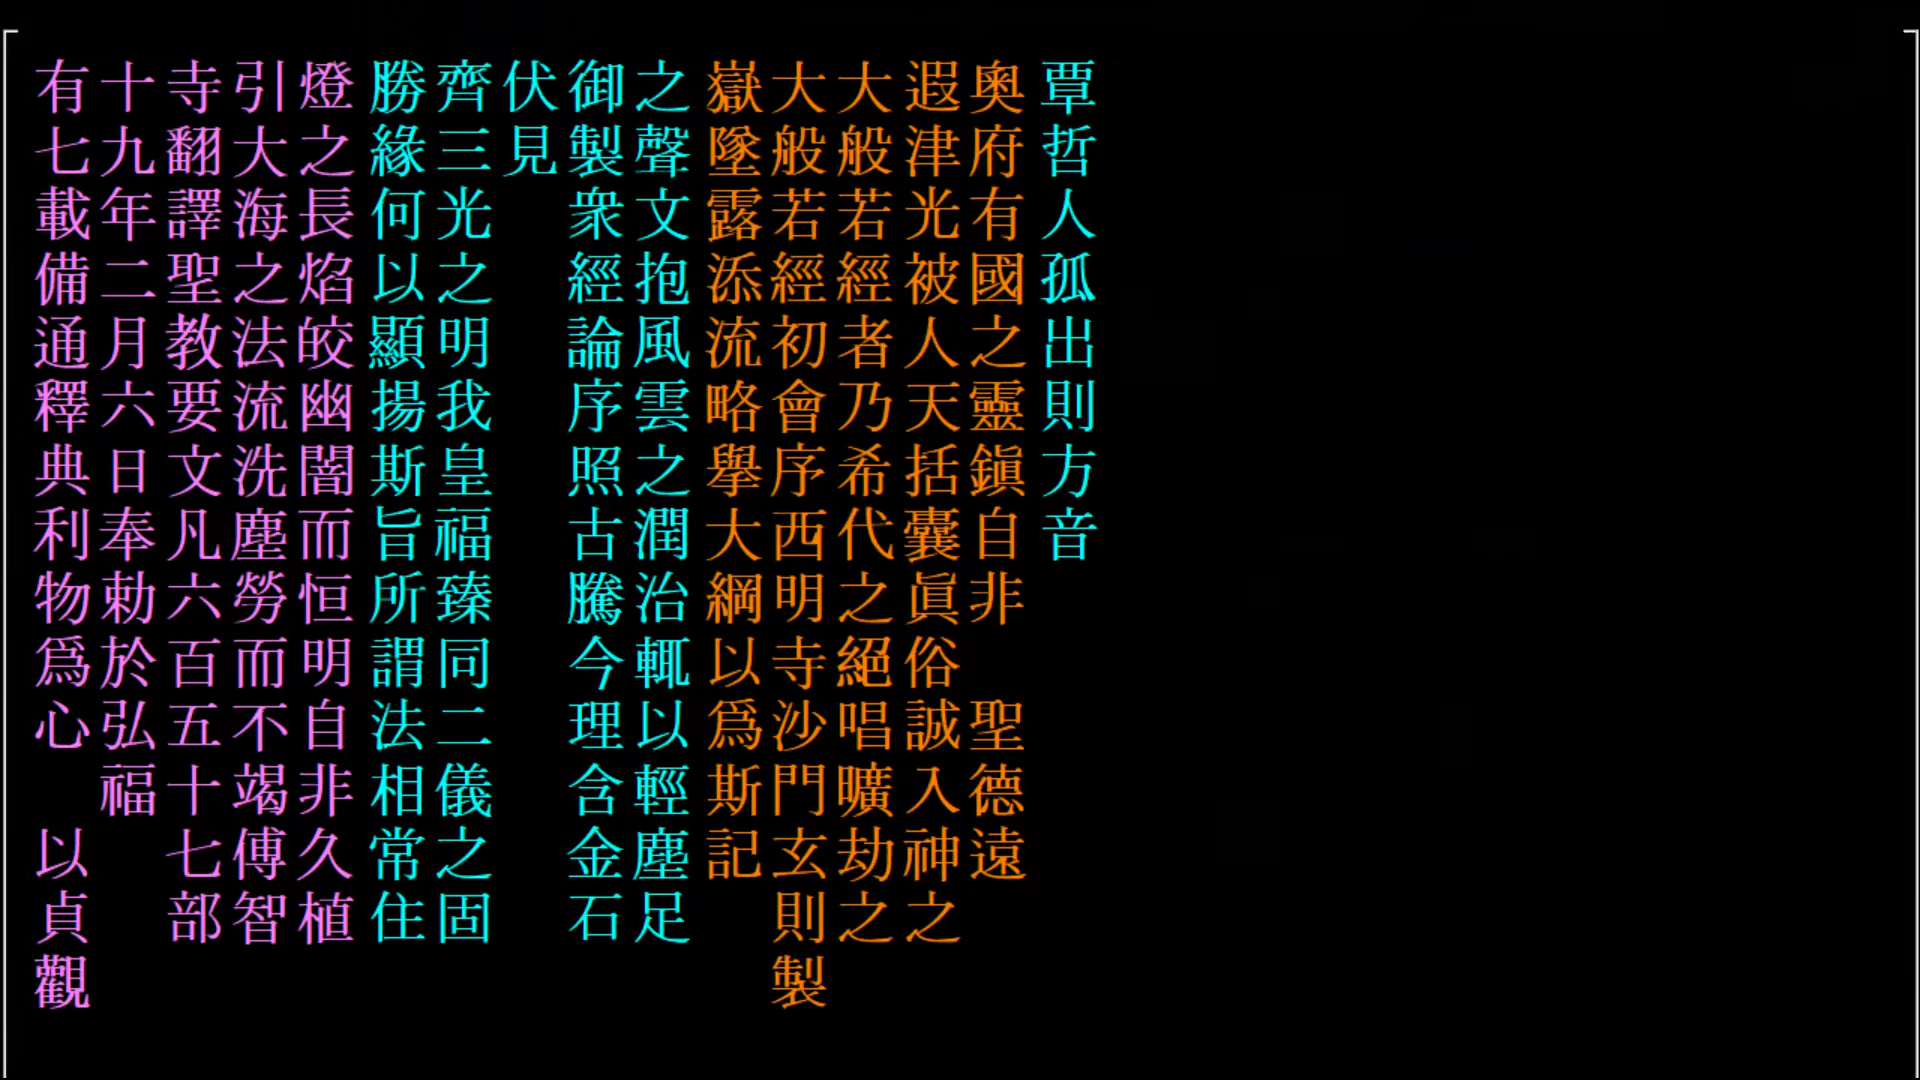 有七載備通釋典利物爲心 以貞觀
十九年二月六日奉勅於弘福
寺翻譯聖教要文凡六百五十七部
引大海之法流洗塵勞而不竭傅智
燈之長焰皎幽闇而恒明自非久植
勝緣何以顯揚斯旨所謂法相常住
齊三光之明我皇福臻同二儀之固
伏見
御製衆經論序照古騰今理含金石
之聲文抱風雲之潤治輒以輕塵足
嶽墜露添流略擧大綱以爲斯記
大般若經初會序西明寺沙門玄則製
大般若經者乃希代之絕唱曠劫之
遐津光被人天括囊眞俗誠入神之
奧府有國之靈鎭自非 聖德遠
覃哲人孤出則方音